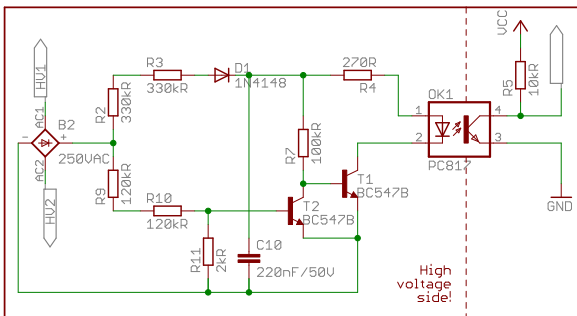 HV1
AC1
B2
- +
250VAC
AC2
HV2
R2
330kR
R3
330kR
D1
1N4148
270R
R4
R9
120kR
R10
120kR
R11
2kR
C10
220nF/50V
R7
100kR
T2
BC547B
T1
BC547B
OK1
1
2
4
3
PC817
VCC
R5
10kR
GND
High
voltage
side!